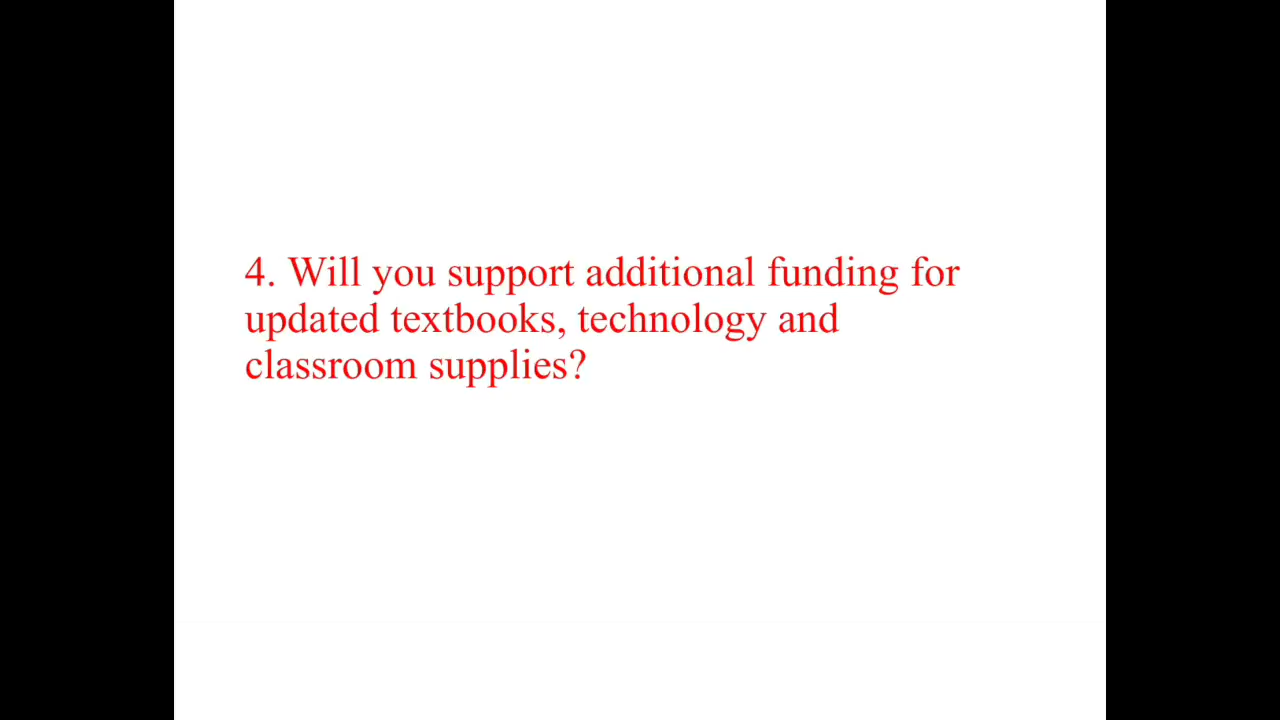 4. Will you support additional funding for
updated textbooks, technology and
classroom supplies?